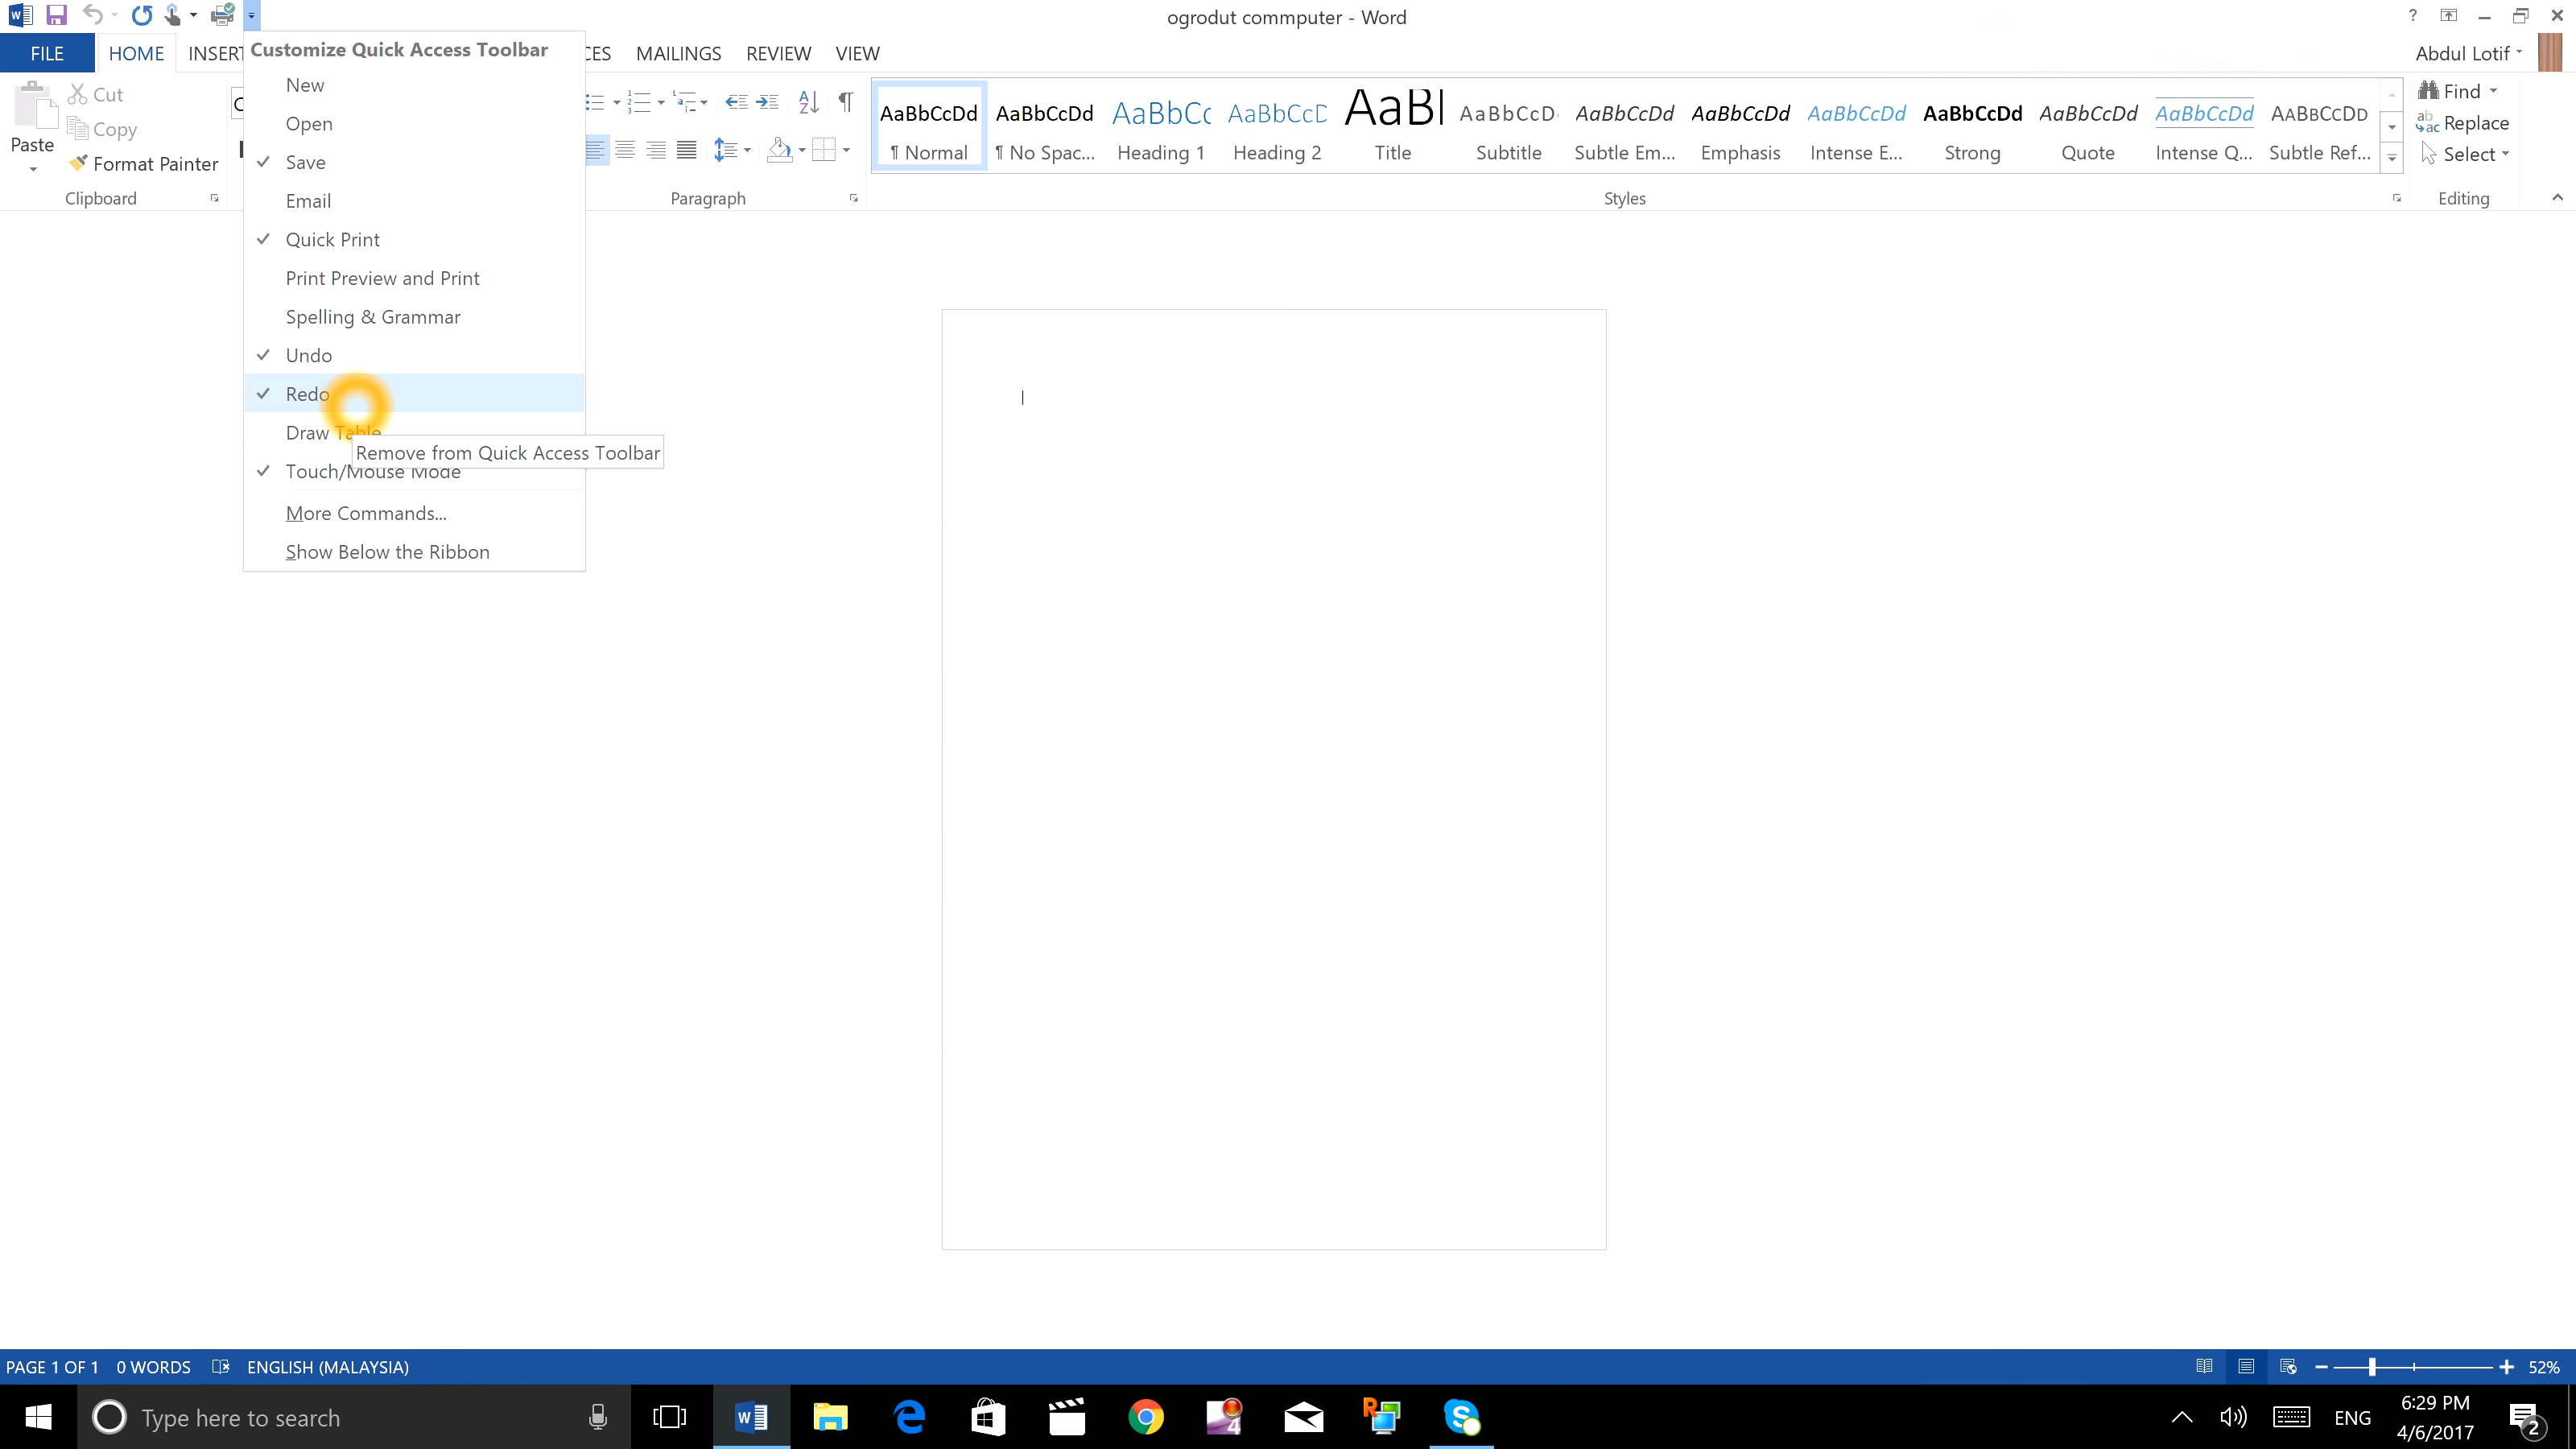 ogrodut commputer - Word
FILE HOME INSERT CES MAILINGS REVIEW VIEW
Abdul Lotif
Customize Quick Access Toolbar
New
Open
Save
Email
Quick Print
Print Preview and Print
Spelling & Grammar
Undo
Redo
Draw Table
Remove from Quick Access Toolbar
Touch/Mouse Mode
More Commands...
Show Below the Ribbon
Paste
Cut
Copy
Format Painter
Clipboard
Paragraph
AaBbCcDd AaBbCcDd AaBbCc AaBbCcD AaBl AaBbCcD AaBbCcDd AaBbCcDd AaBbCcDd AaBbCcDd AaBbCcDd AaBbCcDd AABBCCDD
¶ Normal ¶ No Spac... Heading 1 Heading 2 Title Subtitle Subtle Em... Emphasis Intense E... Strong Quote Intense Q... Subtle Ref...
Styles
Find
Replace
Select
Editing
PAGE 1 OF 1 0 WORDS ENGLISH (MALAYSIA) 52%
Type here to search
ENG
6:29 PM
4/6/2017
2